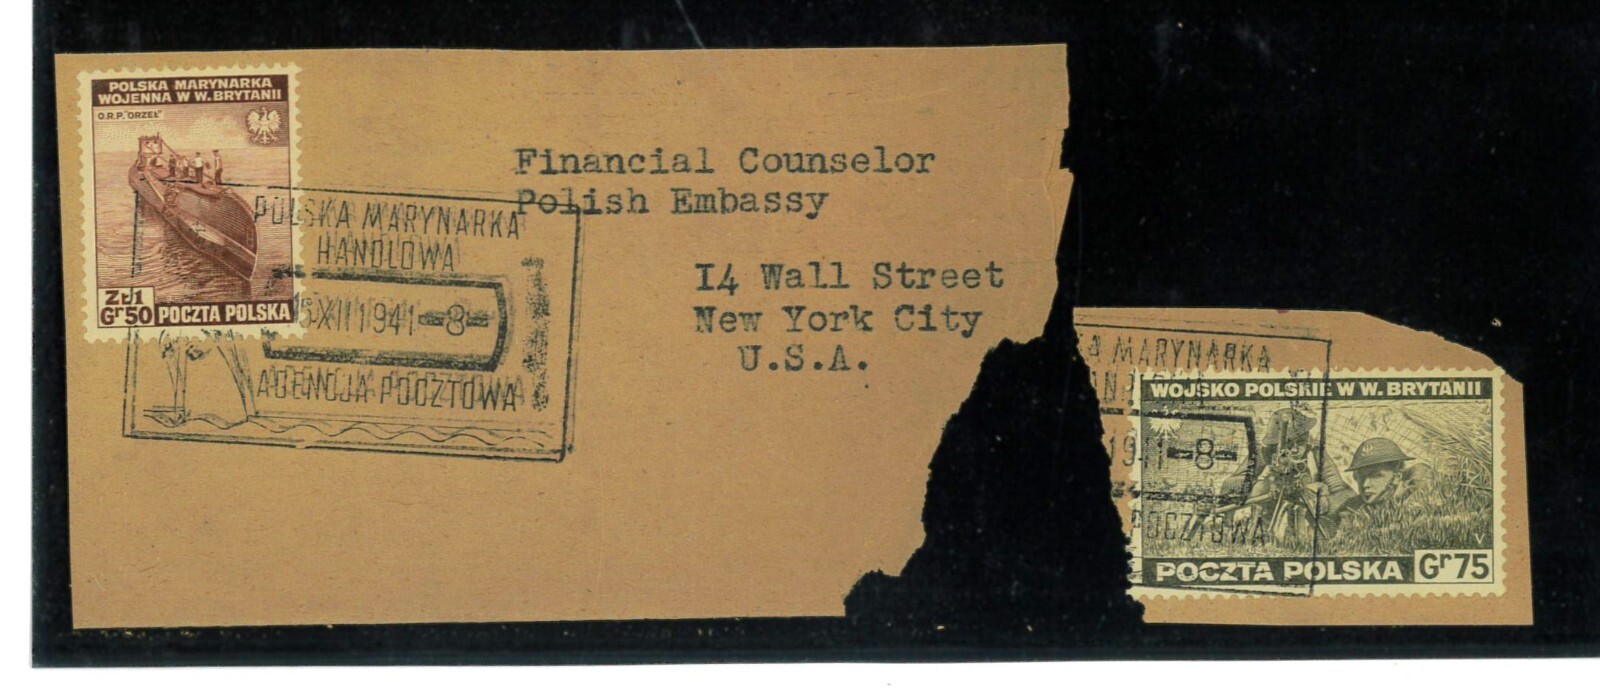 POLSKA MARYNARKA
WOJENNA W W. BRYTANII
O.R.P. "ORZEŁ"
Zł 1
Gr 50 POCZTA POLSKA
POLSKA MARYNARKA
HANDLOWA
XII 1941 -8-
AGENCJA POCZTOWA
Financial Counselor
Polish Embassy
14 Wall Street
New York City
U.S.A.
A MARYNARKA
1941 -8-
POCZTOWA
WOJSKO POLSKIE W W. BRYTANII
POCZTA POLSKA Gr 75